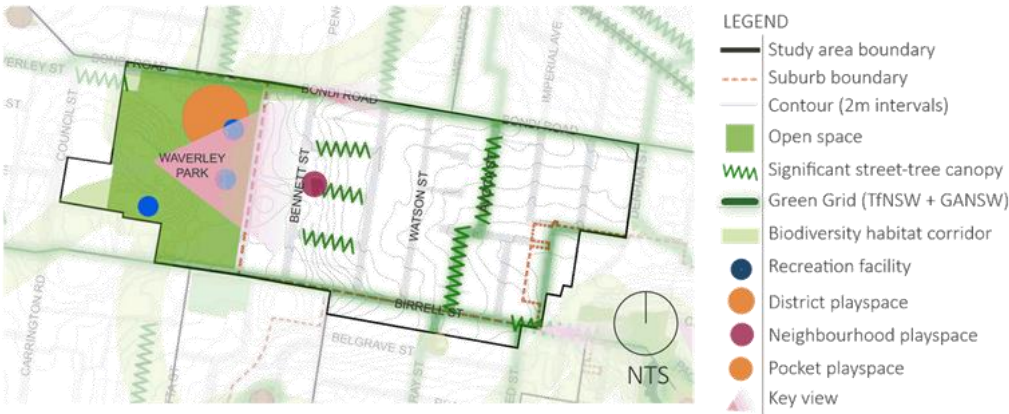 BONDI ROAD
BONDI ROAD
BONDI ROAD
IMPERIAL AVE
COUNCIL ST
WAVERLEY
PARK
BENNETT ST
WATSON ST
BIRRELL ST
BELGRAVE ST
CARRINGTON RD
NTS
LEGEND
Study area boundary
Suburb boundary
Contour (2m intervals)
Open space
Significant street-tree canopy
Green Grid (TfNSW + GANSW)
Biodiversity habitat corridor
Recreation facility
District playspace
Neighbourhood playspace
Pocket playspace
Key view